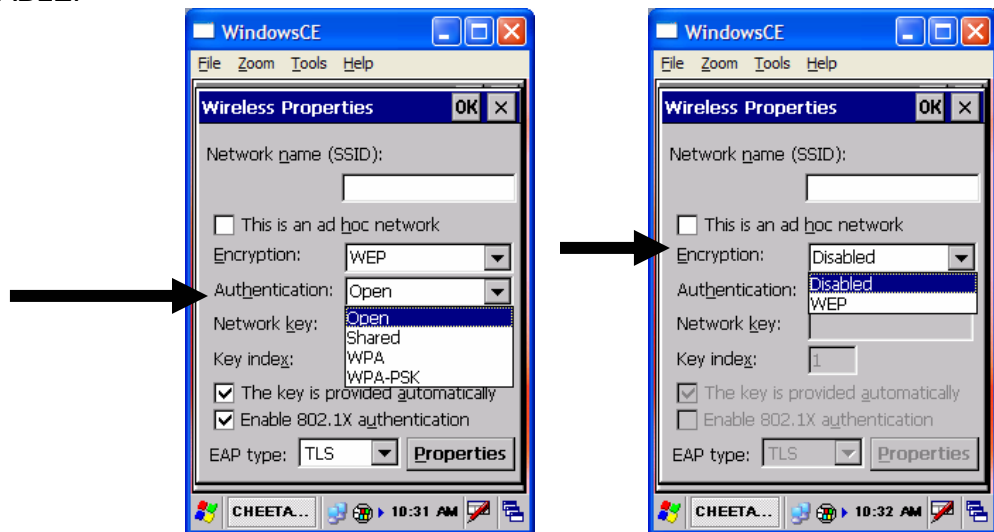 WindowsCE
File Zoom Tools Help
Wireless Properties OK ×
Network name (SSID):
This is an ad hoc network
Encryption: WEP
Authentication: Open
Open
Network key:
Shared
Key index:
WPA
WPA-PSK
The key is provided automatically
Enable 802.1X authentication
EAP type: TLS Properties
CHEETA... 10:31 AM
WindowsCE
File Zoom Tools Help
Wireless Properties OK ×
Network name (SSID):
This is an ad hoc network
Encryption: Disabled
Disabled
Authentication:
WEP
Network key:
Key index: 1
The key is provided automatically
Enable 802.1X authentication
EAP type: TLS Properties
CHEETA... 10:32 AM